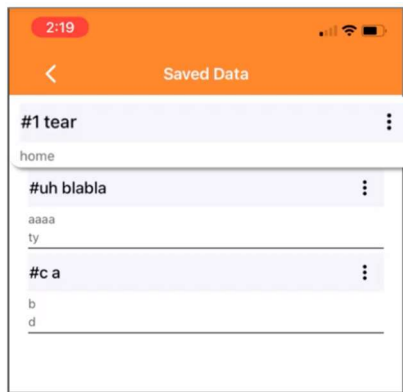 2:19
Saved Data
#1 tear
home
#uh blabla
aaaa
ty
#c a
b
d